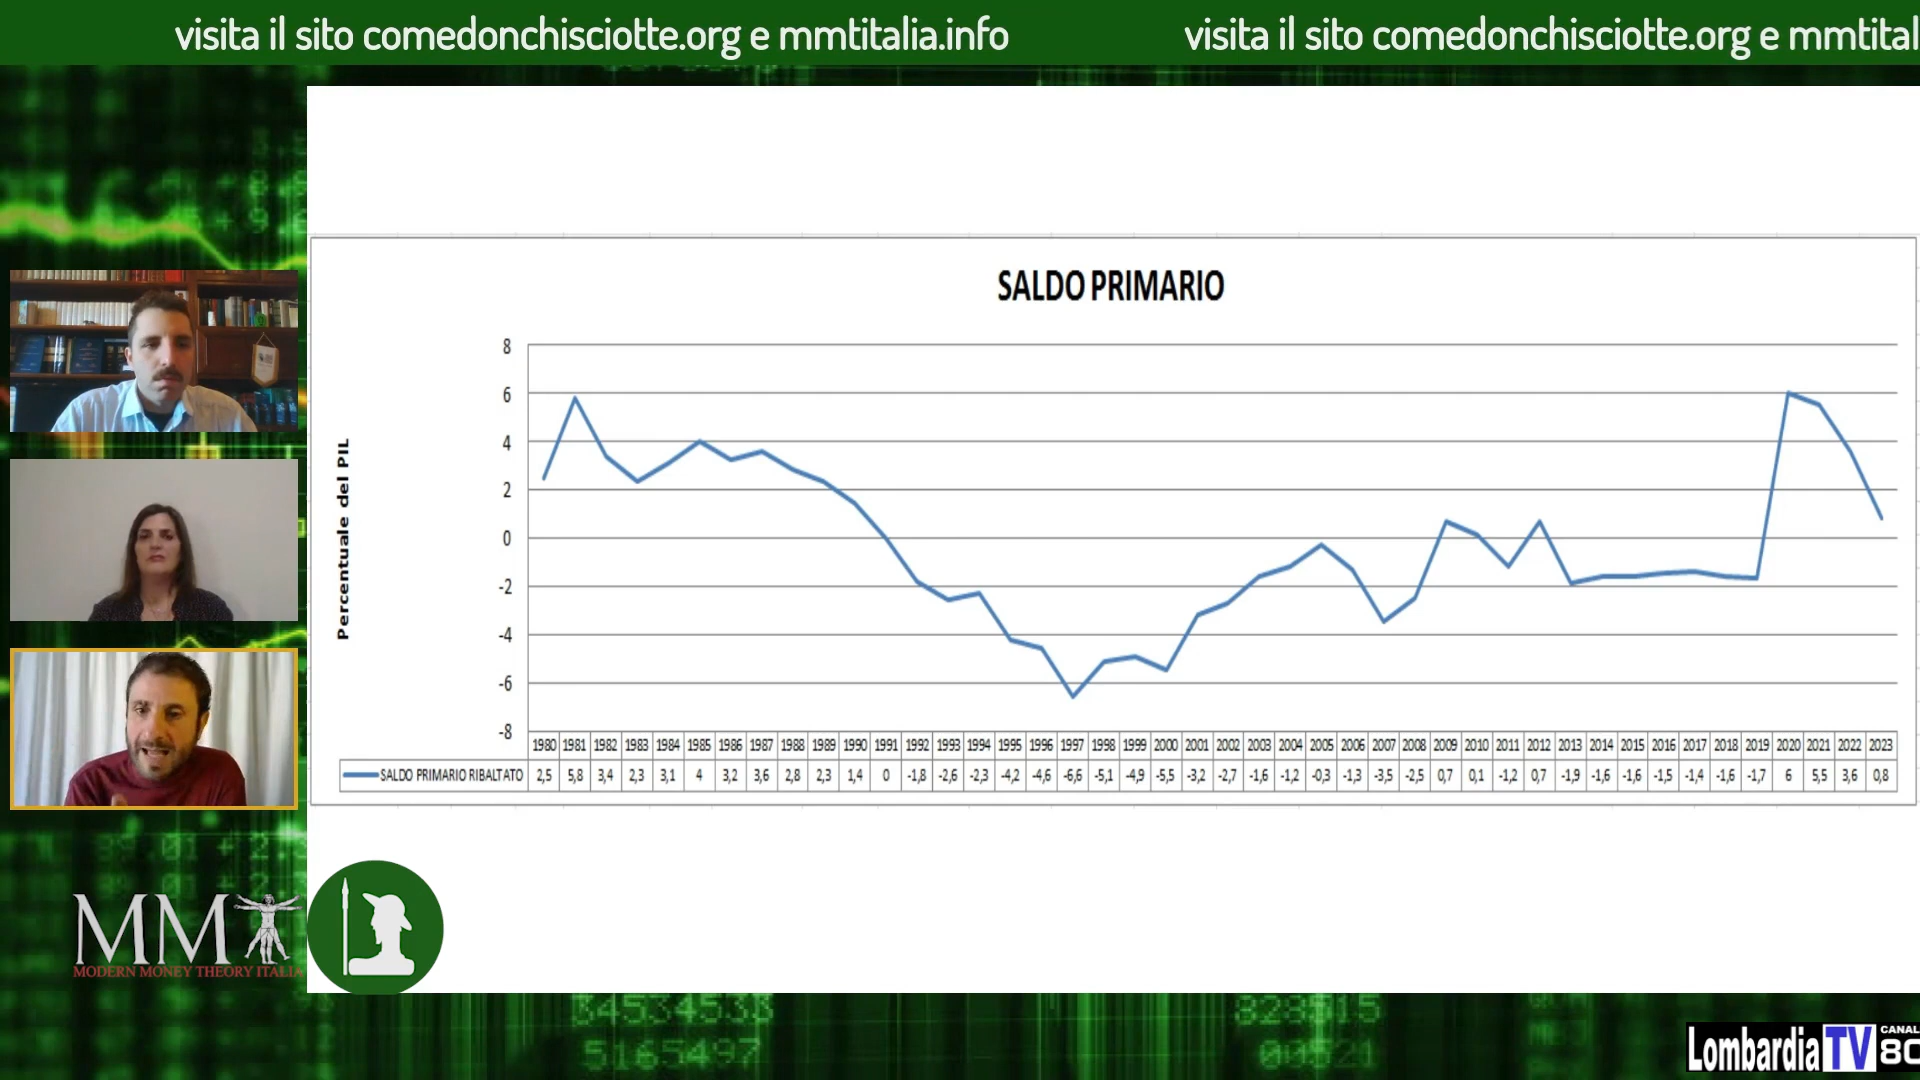 visita il sito comedonchisciotte.org e mmtitalia.info
visita il sito comedonchisciotte.org e mmtital
SALDO PRIMARIO
Percentuale del PIL
8
6
4
2
0
-2
-4
-6
-8
1980 1981 1982 1983 1984 1985 1986 1987 1988 1989 1990 1991 1992 1993 1994 1995 1996 1997 1998 1999 2000 2001 2002 2003 2004 2005 2006 2007 2008 2009 2010 2011 2012 2013 2014 2015 2016 2017 2018 2019 2020 2021 2022 2023
SALDO PRIMARIO RIBALTATO 2,5 5,8 3,4 2,3 3,1 4 3,2 3,6 2,8 2,3 1,4 0 -1,8 -2,6 -2,3 -4,2 -4,6 -6,6 -5,1 -4,9 -5,5 -3,2 -2,7 -1,6 -1,2 -0,3 -1,3 -3,5 -2,5 0,7 0,1 -1,2 0,7 -1,9 -1,6 -1,6 -1,5 -1,4 -1,6 -1,7 6 5,5 3,6 0,8
MMT
MODERN MONEY THEORY ITALIA
34534533
5165497
828515
LombardiaTV CANAL
80